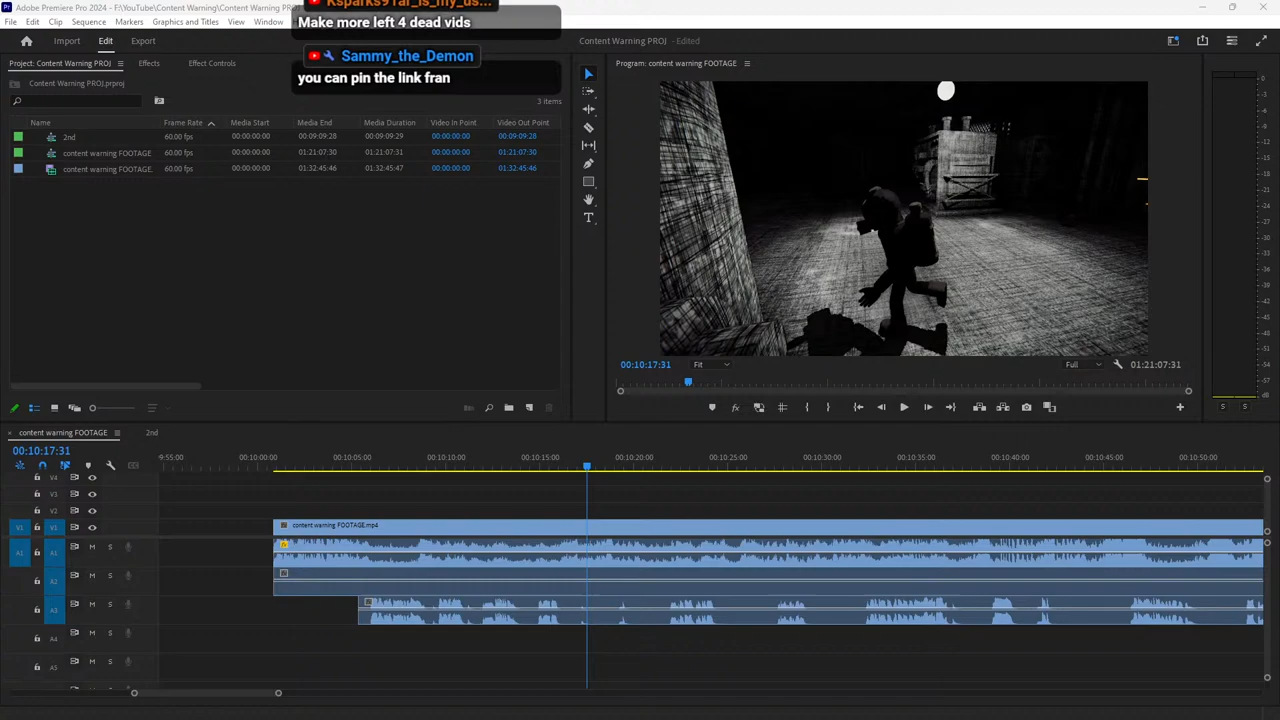 Adobe Premiere Pro 2024 - F:\YouTube\Content Warning\Content Warning PROJ
File Edit Clip Sequence Markers Graphics and Titles View Window
Make more left 4 dead vids
Sammy_the_Demon
you can pin the link fran
Import Edit Export
Content Warning PROJ - Edited
Project: Content Warning PROJ Effects Effect Controls
Program: content warning FOOTAGE
Content Warning PROJ.prproj
3 items
Name Frame Rate Media Start Media End Media Duration Video In Point Video Out Point
2nd 60.00 fps 00:00:00:00 00:09:09:28 00:09:09:29 00:00:00:00 00:09:09:28
content warning FOOTAGE 60.00 fps 00:00:00:00 01:21:07:30 01:21:07:31 00:00:00:00 01:21:07:30
content warning FOOTAGE. 60.00 fps 00:00:00:00 01:32:45:46 01:32:45:47 00:00:00:00 01:32:45:46
00:10:17:31 Fit Full 01:21:07:31
S S
content warning FOOTAGE 2nd
00:10:17:31
9:55:00 00:10:00:00 00:10:05:00 00:10:10:00 00:10:15:00 00:10:20:00 00:10:25:00 00:10:30:00 00:10:35:00 00:10:40:00 00:10:45:00 00:10:50:00
V4
V3
V2
V1 V1 content warning FOOTAGE.mp4
A1 A1 M S
A2 M S
A3 M S
A4 M S
A5 M S